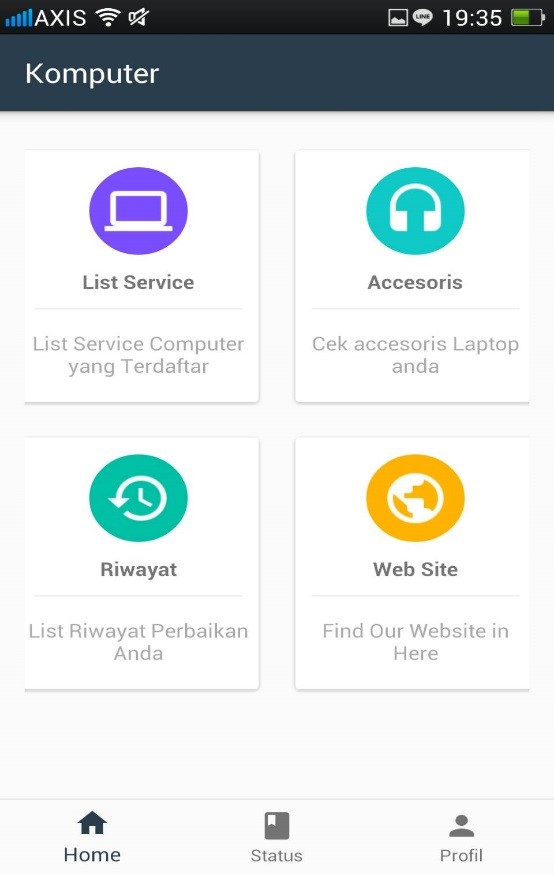 AXIS
LINE
19:35
Komputer
List Service
List Service Computer
yang Terdaftar
Accesoris
Cek accesoris Laptop
anda
Riwayat
List Riwayat Perbaikan
Anda
Web Site
Find Our Website in
Here
Home
Status
Profil